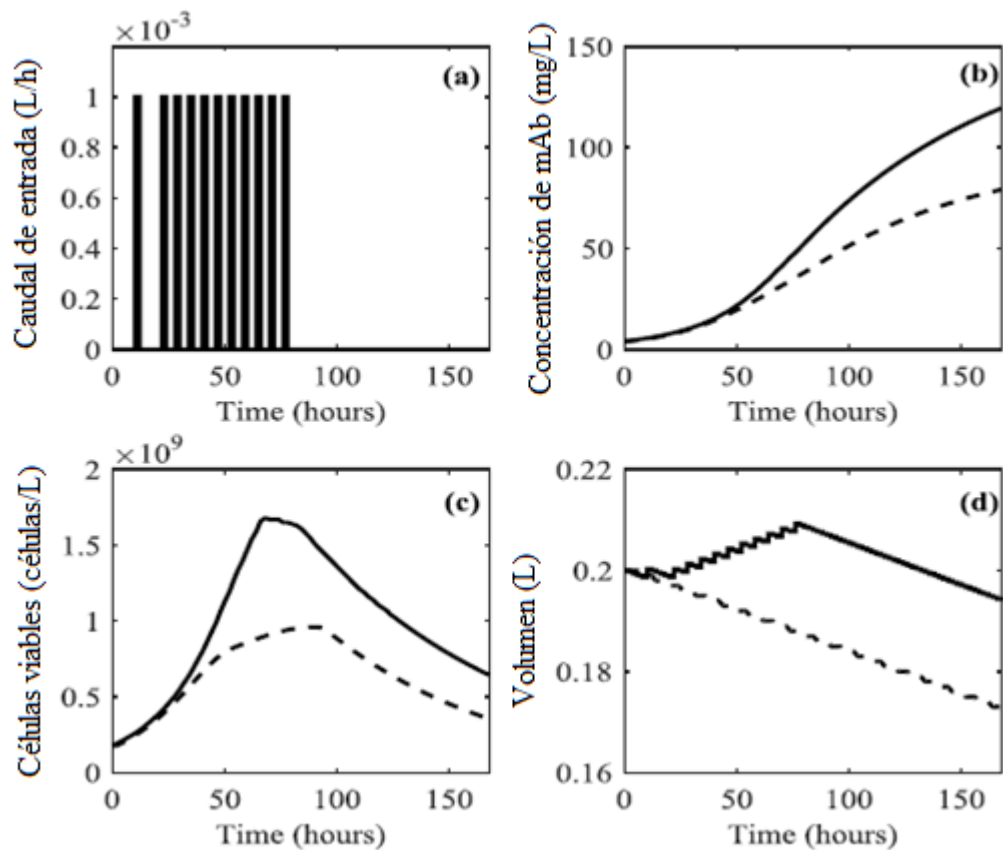 ×10⁻³
Caudal de entrada (L/h)
1
0.8
0.6
0.4
0.2
0
(a)
0 50 100 150
Time (hours)
Concentración de mAb (mg/L)
150
100
50
0
(b)
0 50 100 150
Time (hours)
×10⁹
Células viables (células/L)
2
1.5
1
0.5
0
(c)
0 50 100 150
Time (hours)
Volumen (L)
0.22
0.2
0.18
0.16
(d)
0 50 100 150
Time (hours)